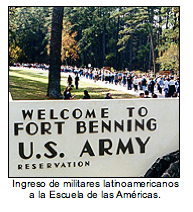 WELCOME TO
FORT BENNING
U.S. ARMY
RESERVATION
Ingreso de militares latinoamericanos
a la Escuela de las Américas.